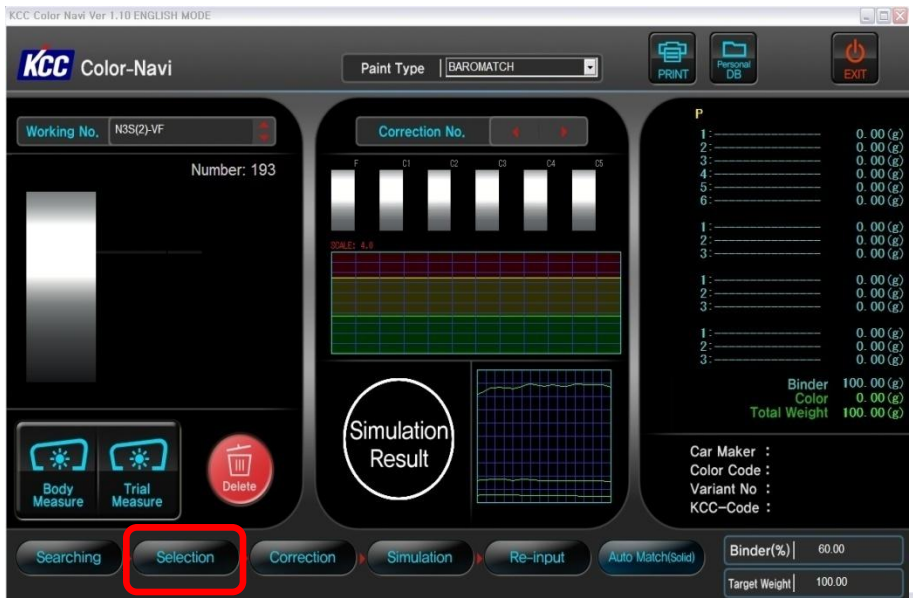 KCC Color Navi Ver 1.10 ENGLISH MODE
KCC Color-Navi
Paint Type BAROMATCH
PRINT
Personal
DB
EXIT
Working No. N3S(2)-VF
Number: 193
Correction No.
F C1 C2 C3 C4 C5
SCALE: 4.0
Simulation
Result
P
1: 0.00(g)
2: 0.00(g)
3: 0.00(g)
4: 0.00(g)
5: 0.00(g)
6: 0.00(g)
1: 0.00(g)
2: 0.00(g)
3: 0.00(g)
1: 0.00(g)
2: 0.00(g)
3: 0.00(g)
1: 0.00(g)
2: 0.00(g)
3: 0.00(g)
Binder 100.00(g)
Color 0.00(g)
Total Weight 100.00(g)
Car Maker :
Color Code :
Variant No :
KCC-Code :
Body
Measure
Trial
Measure
Delete
Searching
Selection
Correction
Simulation
Re-input
Auto Match(Solid)
Binder(%) 60.00
Target Weight 100.00